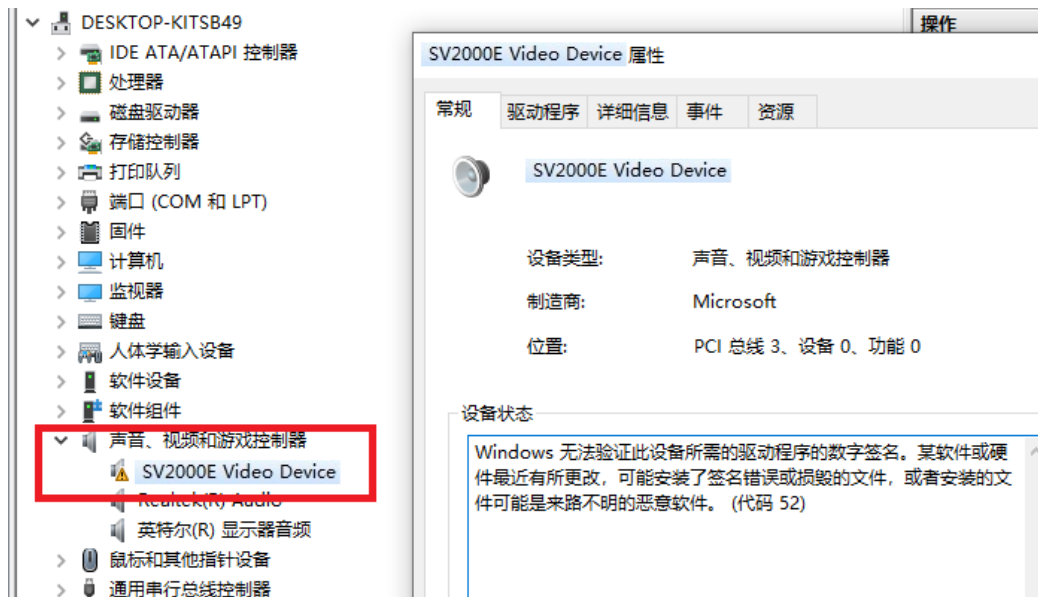 DESKTOP-KITSB49
IDE ATA/ATAPI 控制器
处理器
磁盘驱动器
存储控制器
打印队列
端口 (COM 和 LPT)
固件
计算机
监视器
键盘
人体学输入设备
软件设备
软件组件
声音、视频和游戏控制器
SV2000E Video Device
Realtek(R) Audio
英特尔(R) 显示器音频
鼠标和其他指针设备
通用串行总线控制器
操作
SV2000E Video Device 属性
常规 驱动程序 详细信息 事件 资源
SV2000E Video Device
设备类型: 声音、视频和游戏控制器
制造商: Microsoft
位置: PCI 总线 3、设备 0、功能 0
设备状态
Windows 无法验证此设备所需的驱动程序的数字签名。某软件或硬
件最近有所更改，可能安装了签名错误或损毁的文件，或者安装的文
件可能是来路不明的恶意软件。 (代码 52)